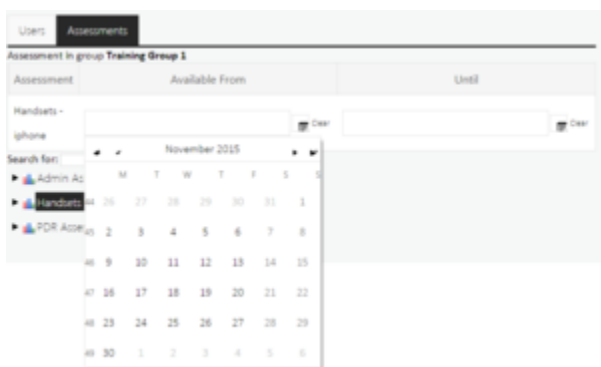 Users Assessments
Assessment in group Training Group 1
Assessment Available From Until
Handsets -
iphone
Clear Clear
Search for:
November 2015
M T W T F S S
Admin As
44 26 27 28 29 30 31 1
Handsets
45 2 3 4 5 6 7 8
PDR Asse
46 9 10 11 12 13 14 15
47 16 17 18 19 20 21 22
48 23 24 25 26 27 28 29
49 30 1 2 3 4 5 6